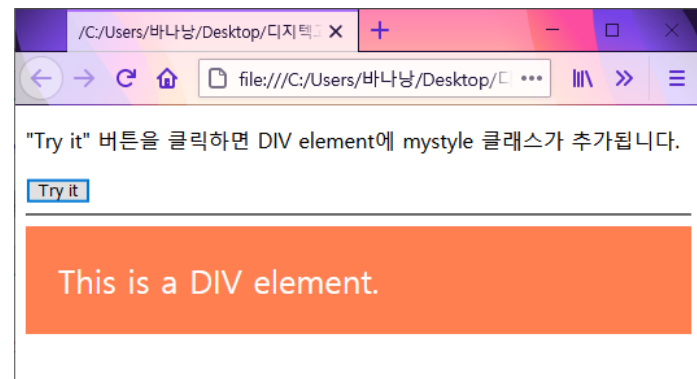 /C:/Users/바나낭/Desktop/디지텍
file:///C:/Users/바나낭/Desktop/디
"Try it" 버튼을 클릭하면 DIV element에 mystyle 클래스가 추가됩니다.
Try it
This is a DIV element.